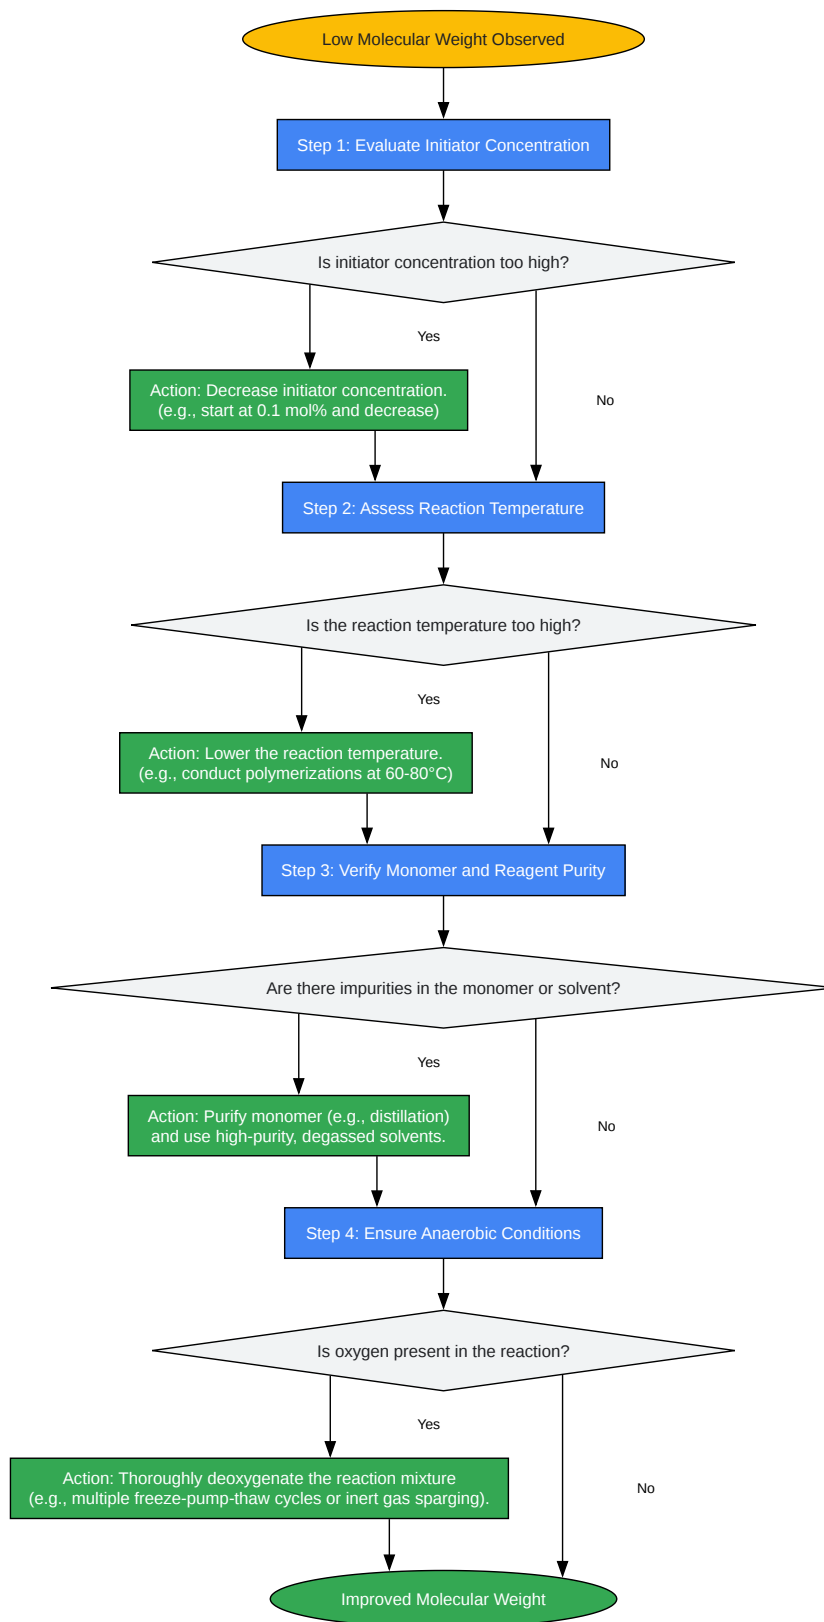 Low Molecular Weight Observed
Step 1: Evaluate Initiator Concentration
Is initiator concentration too high?
Yes
Action: Decrease initiator concentration.
(e.g., start at 0.1 mol% and decrease)
No
Step 2: Assess Reaction Temperature
Is the reaction temperature too high?
Yes
Action: Lower the reaction temperature.
(e.g., conduct polymerizations at 60-80°C)
No
Step 3: Verify Monomer and Reagent Purity
Are there impurities in the monomer or solvent?
Yes
Action: Purify monomer (e.g., distillation)
and use high-purity, degassed solvents.
No
Step 4: Ensure Anaerobic Conditions
Is oxygen present in the reaction?
Yes
Action: Thoroughly deoxygenate the reaction mixture
(e.g., multiple freeze-pump-thaw cycles or inert gas sparging).
No
Improved Molecular Weight